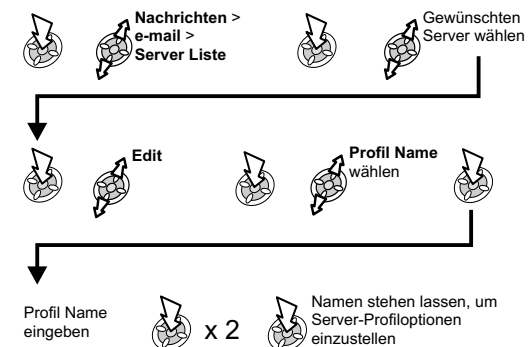 Nachrichten >
e-mail >
Server Liste
Gewünschten
Server wählen
Edit
Profil Name
wählen
Profil Name
eingeben
x 2
Namen stehen lassen, um
Server-Profiloptionen
einzustellen